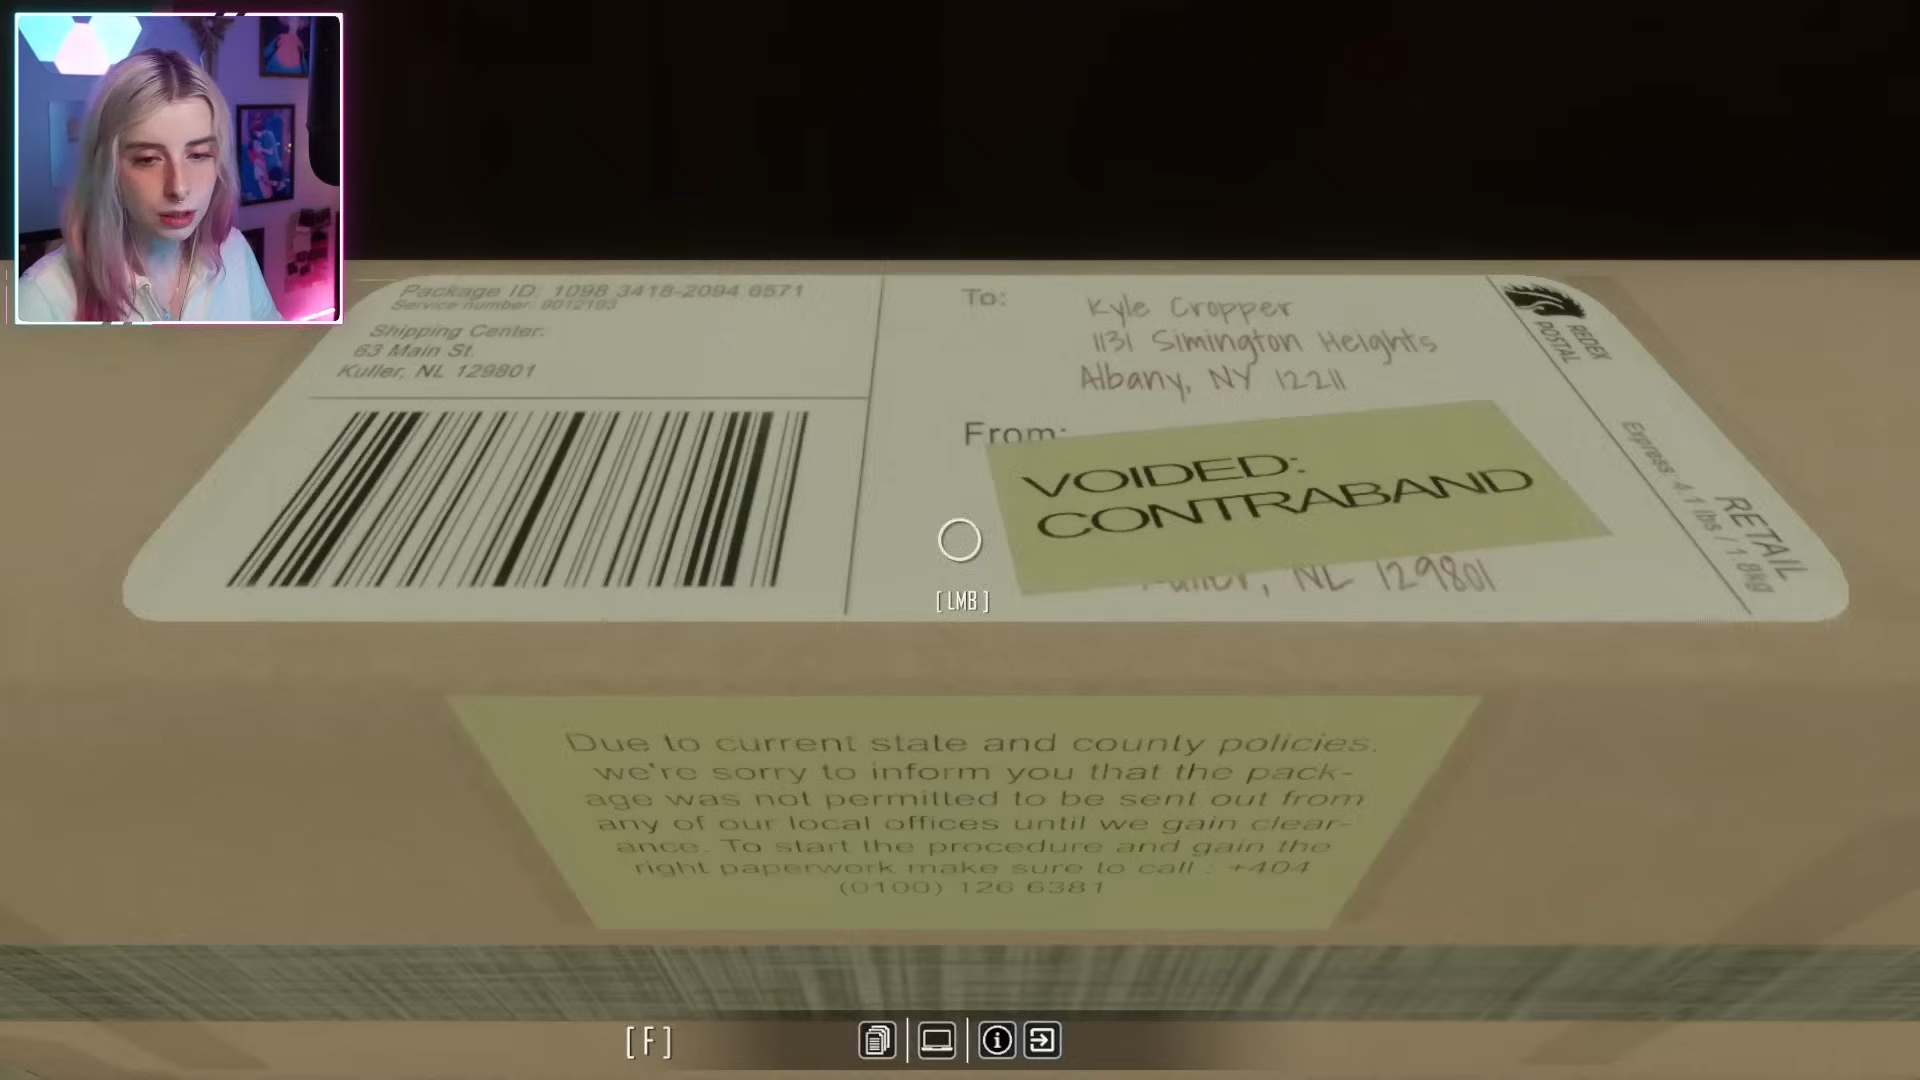 Package ID: 1098 3418-2094 6571
Service number: 9012193
Shipping Center:
63 Main St.
Kuller, NL 129801
To:
Kyle Cropper
1131 Simington Heights
Albany, NY 12211
From:
VOIDED:
CONTRABAND
Kuller, NL 129801
REDEX
POSTAL
Express: 4.1 lbs / 1.8kg
RETAIL
[ LMB ]
Due to current state and county policies.
we're sorry to inform you that the pack-
age was not permitted to be sent out from
any of our local offices until we gain clear-
ance. To start the procedure and gain the
right paperwork make sure to call : +404
(0100) 126 6381
[ F ]